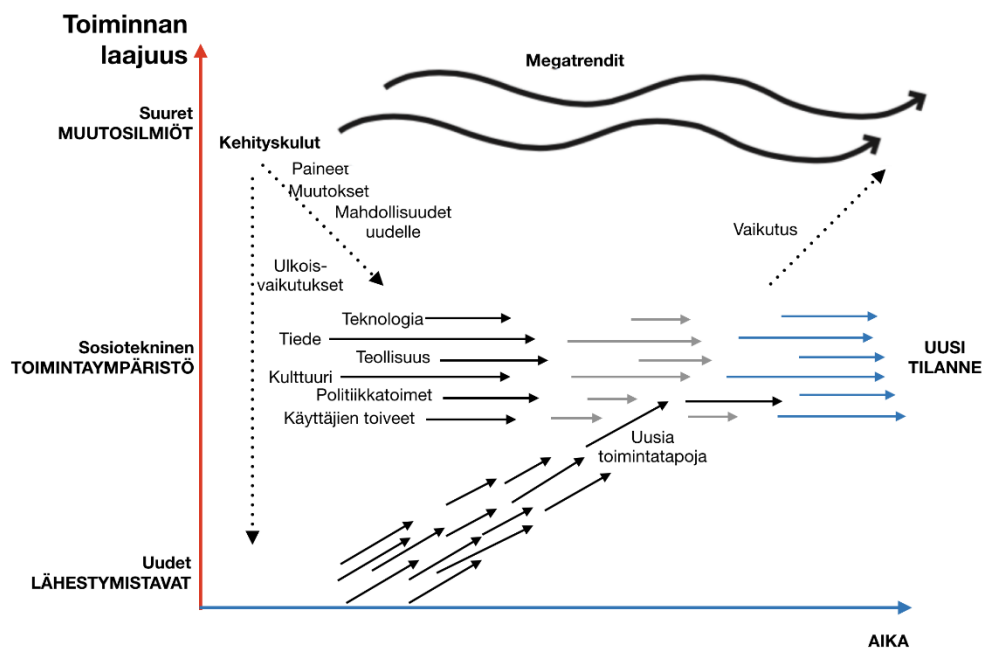 Toiminnan
laajuus
Megatrendit
Suuret
MUUTOSILMIÖT
Kehityskulut
Paineet
Muutokset
Mahdollisuudet
uudelle
Vaikutus
Ulkois-
vaikutukset
Teknologia
Tiede
Teollisuus
Kulttuuri
Politiikkatoimet
Käyttäjien toiveet
Sosiotekninen
TOIMINTAYMPÄRISTÖ
UUSI
TILANNE
Uusia
toimintatapoja
Uudet
LÄHESTYMISTAVAT
AIKA